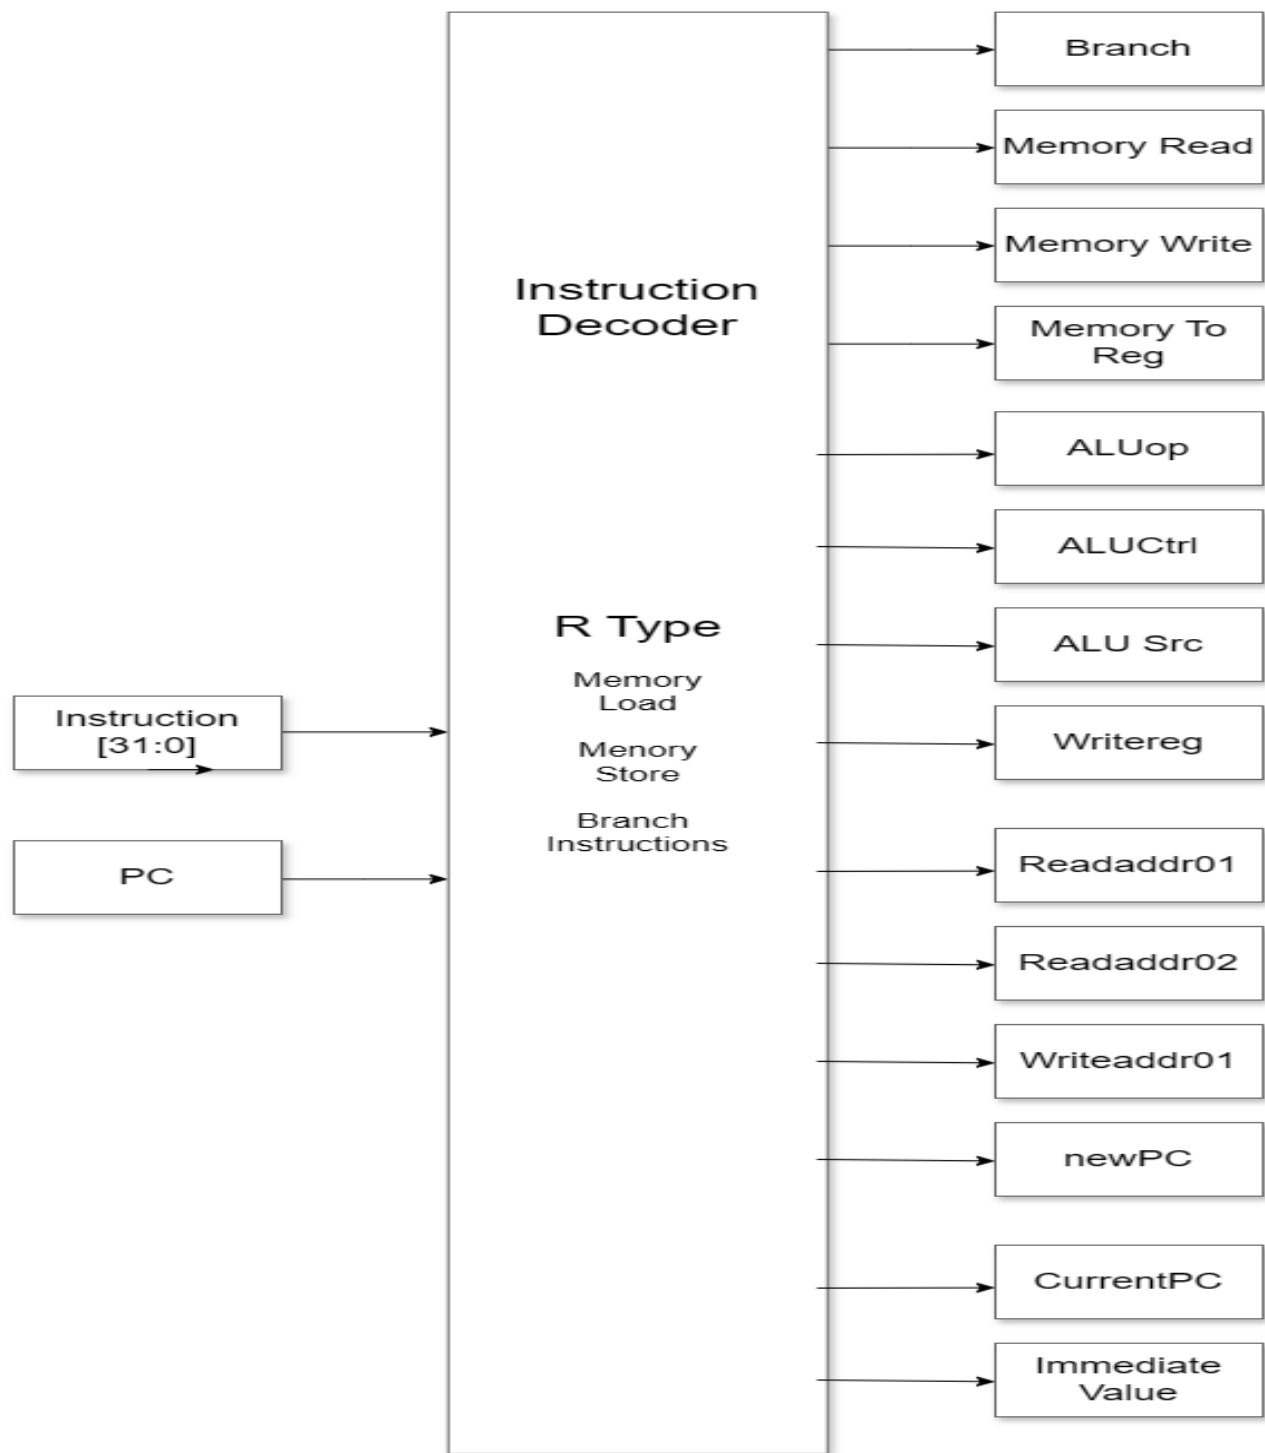 Instruction
[31:0]
PC
Instruction
Decoder
R Type
Memory
Load
Menory
Store
Branch
Instructions
Branch
Memory Read
Memory Write
Memory To
Reg
ALUop
ALUCtrl
ALU Src
Writereg
Readaddr01
Readaddr02
Writeaddr01
newPC
CurrentPC
Immediate
Value